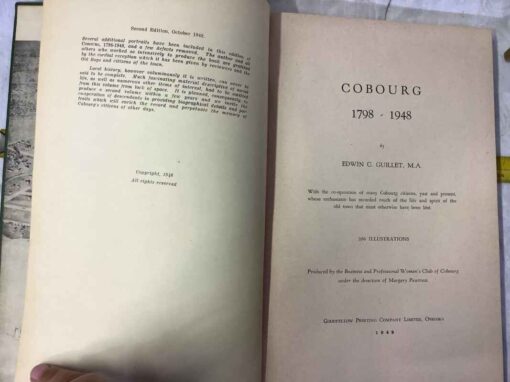 Second Edition, October 1948.
Several additional portraits have been included in this edition of
COBOURG, 1798-1948, and a few defects removed. The author and
others who worked so intensively to produce the book are gratified
by the cordial reception which it has been given by reviewers and the
Old Boys and citizens of the town.
Local history, however voluminously it is written, can never be
said to be complete. Much fascinating material descriptive of social
life, as well as numerous other theme of interest, had to be omitted
from this volume from lack of space. It is planned, consequently, to
produce a second volume within a few years and we invite the
co-operation of descendents in providing biographical details and por-
traits which will enrich the record and perpetuate the memory of
Cobourg's citizens of other days.
Copyright, 1948
All rights reserved
COBOURG
1798 - 1948
by
EDWIN C. GUILLET, M.A.
With the co-operation of many Cobourg citizens, past and present,
whose enthusiasm has recorded much of the life and spirit of the
old town that must otherwise have been lost.
ILLUSTRATIONS
Produced by the Business and Professional Women's Club of Cobourg
under the direction of Margery Pewtress
GOODFELLOW PRINTING COMPANY LIMITED, OSHAWA
1948